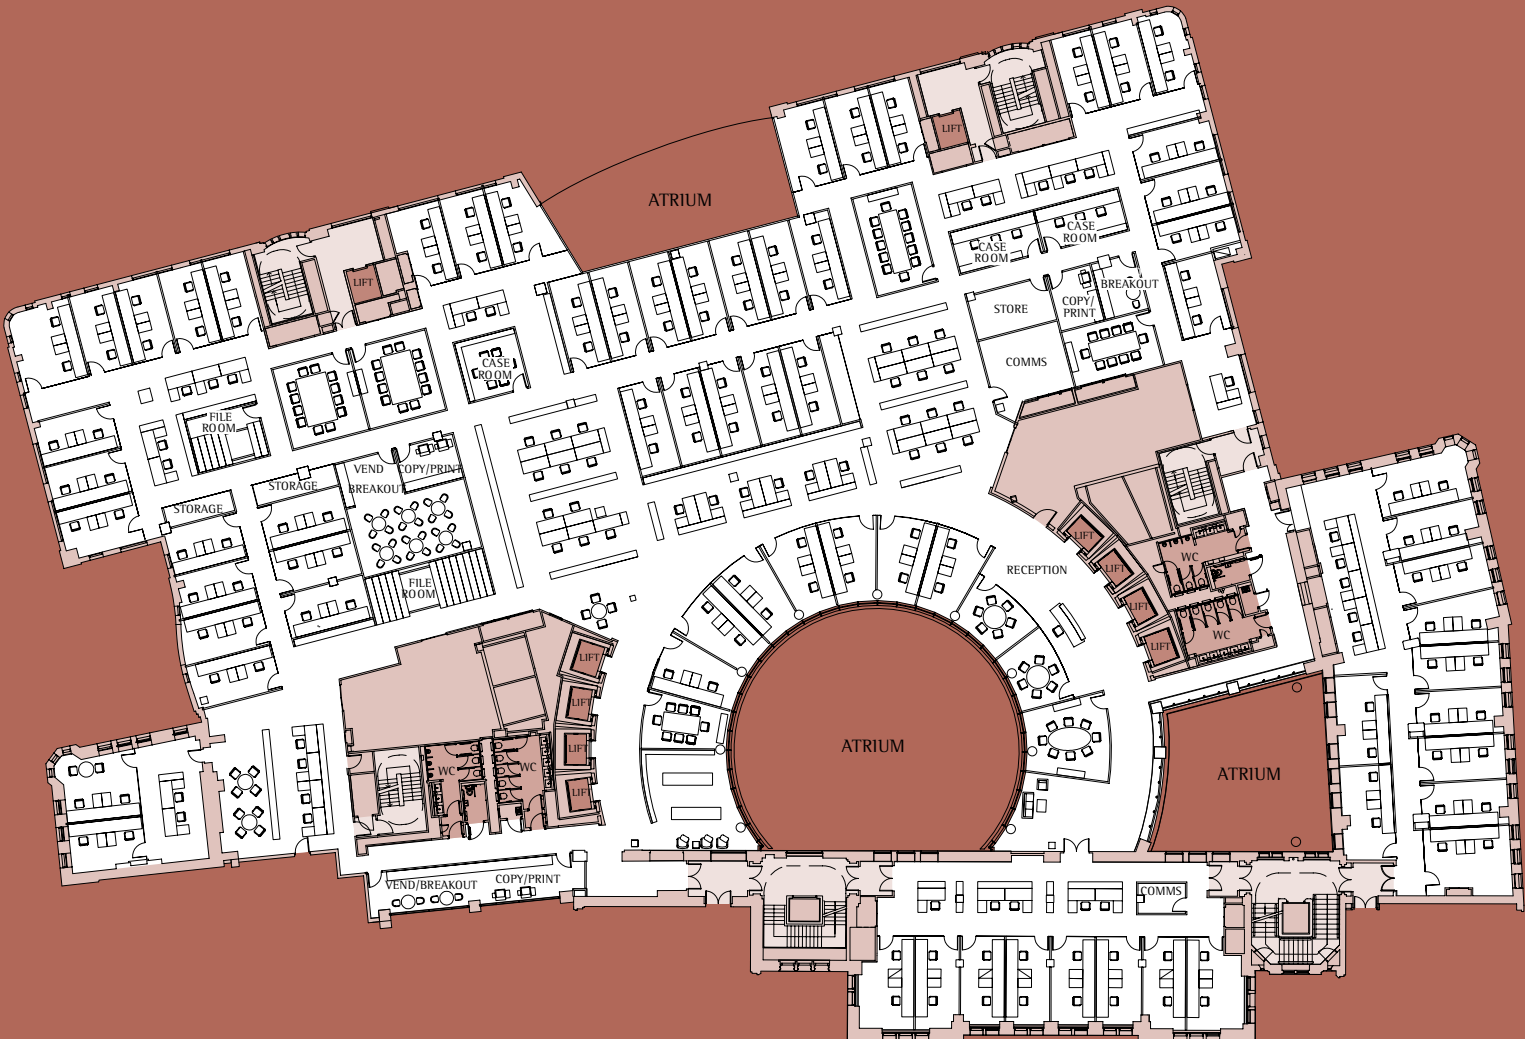 LIFT
ATRIUM
CASE
ROOM
CASE
ROOM
LIFT
BREAKOUT
COPY/
PRINT
STORE
COMMS
CASE
ROOM
FILE
ROOM
VEND
COPY/PRINT
BREAKOUT
STORAGE
STORAGE
FILE
ROOM
RECEPTION
LIFT
LIFT
LIFT
LIFT
WC
WC
LIFT
LIFT
LIFT
LIFT
WC
WC
ATRIUM
ATRIUM
VEND/BREAKOUT
COPY/PRINT
COMMS